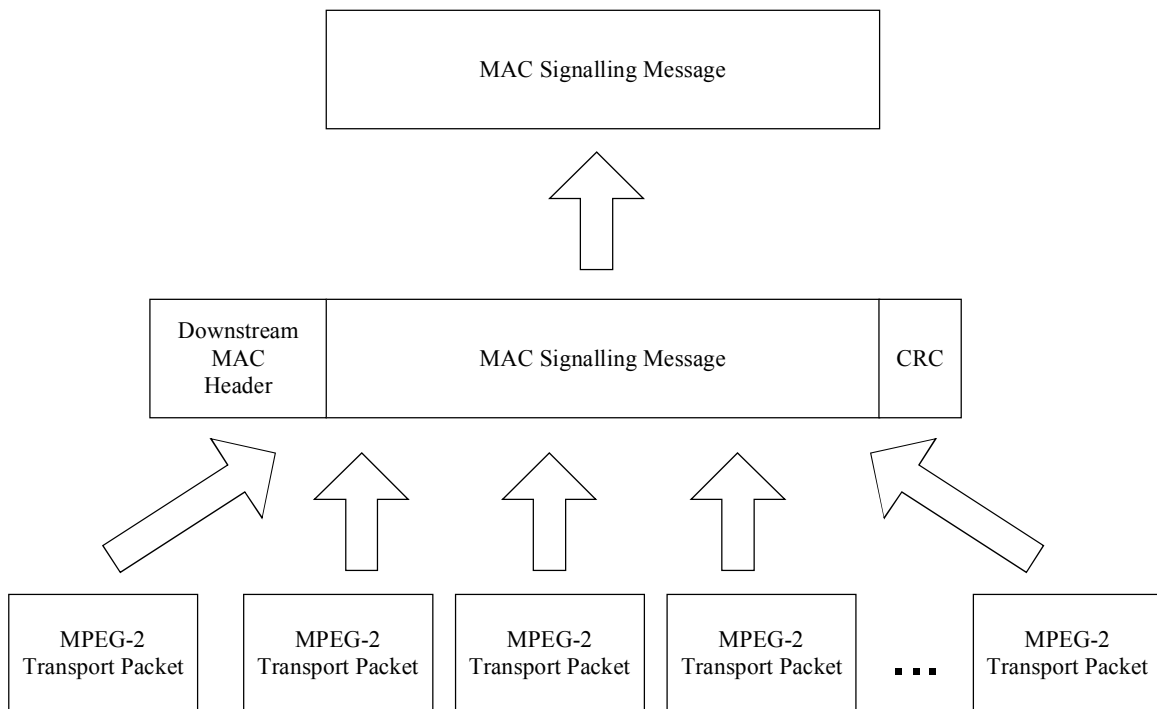 MAC Signalling Message
Downstream
MAC
Header
MAC Signalling Message
CRC
MPEG-2
Transport Packet
MPEG-2
Transport Packet
MPEG-2
Transport Packet
MPEG-2
Transport Packet
...
MPEG-2
Transport Packet